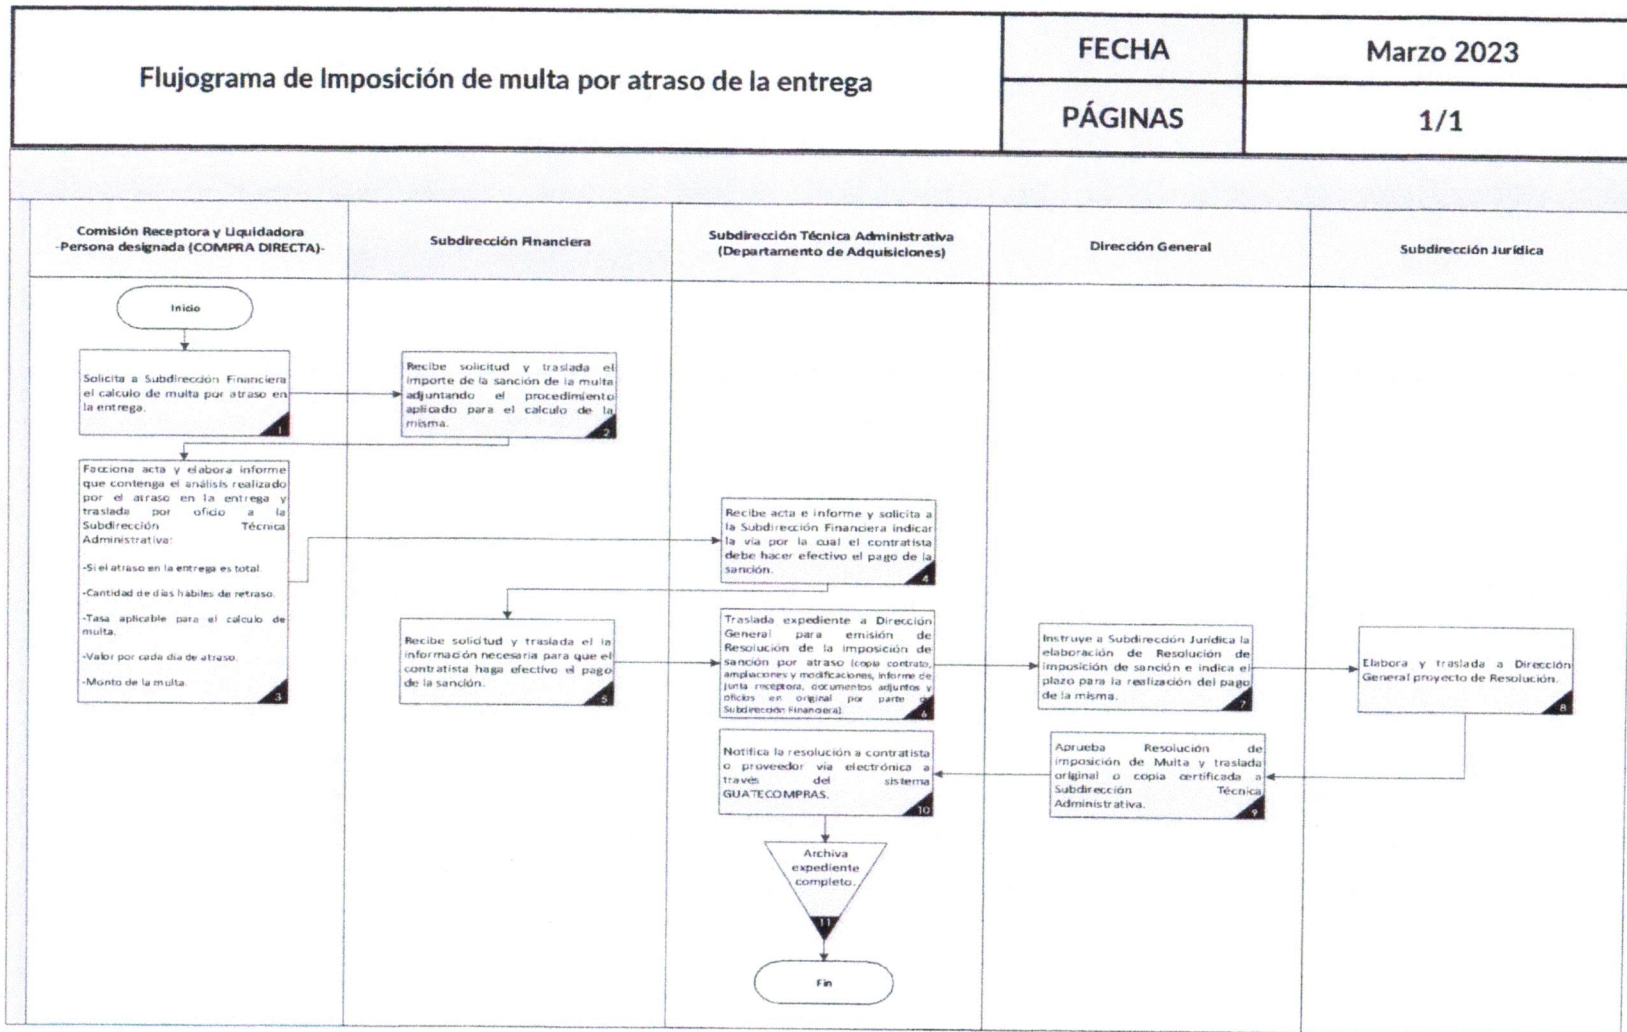 Flujograma de Imposición de multa por atraso de la entrega
FECHA
Marzo 2023
PÁGINAS
1/1
Comisión Receptora y Liquidadora
-Persona designada (COMPRA DIRECTA)-
Subdirección Financiera
Subdirección Técnica Administrativa
(Departamento de Adquisiciones)
Dirección General
Subdirección Jurídica
Inicio
Solicita a Subdirección Financiera
el calculo de multa por atraso en
la entrega.
1
Recibe solicitud y traslada el
importe de la sanción de la multa
adjuntando el procedimiento
aplicado para el calculo de la
misma.
2
Facciona acta y elabora informe
que contenga el análisis realizado
por el atraso en la entrega y
traslada por oficio a la
Subdirección Técnica
Administrativa:
-Si el atraso en la entrega es total.
-Cantidad de días hábiles de retraso.
-Tasa aplicable para el calculo de
multa.
-Valor por cada día de atraso.
-Monto de la multa.
3
Recibe acta e informe y solicita a
la Subdirección Financiera indicar
la vía por la cual el contratista
debe hacer efectivo el pago de la
sanción.
4
Recibe solicitud y traslada el la
información necesaria para que el
contratista haga efectivo el pago
de la sanción.
5
Traslada expediente a Dirección
General para emisión de
Resolución de la imposición de
sanción por atraso (copia contrato,
ampliaciones y modificaciones, informe de
junta receptora, documentos adjuntos y
oficios en original por parte
Subdirección Financiera).
6
Instruye a Subdirección Jurídica la
elaboración de Resolución de
imposición de sanción e indica el
plazo para la realización del pago
de la misma.
7
Elabora y traslada a Dirección
General proyecto de Resolución.
8
Aprueba Resolución de
imposición de Multa y traslada
original o copia certificada a
Subdirección Técnica
Administrativa.
9
Notifica la resolución a contratista
o proveedor vía electrónica a
través del sistema
GUATECOMPRAS.
10
Archiva
expediente
completo.
11
Fin